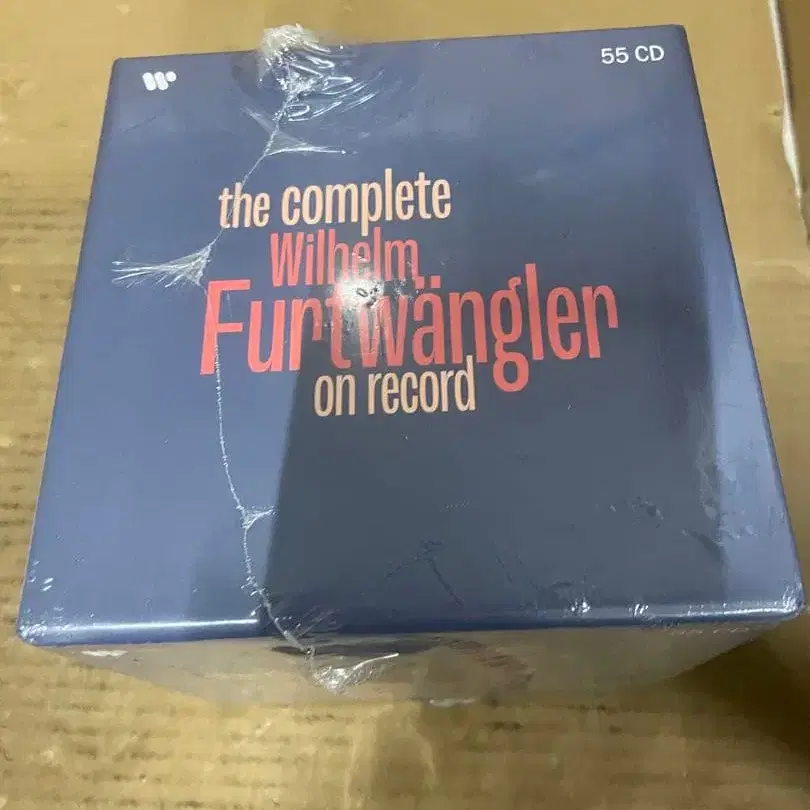 55 CD
the complete
Wilhelm
Furtwängler
on record